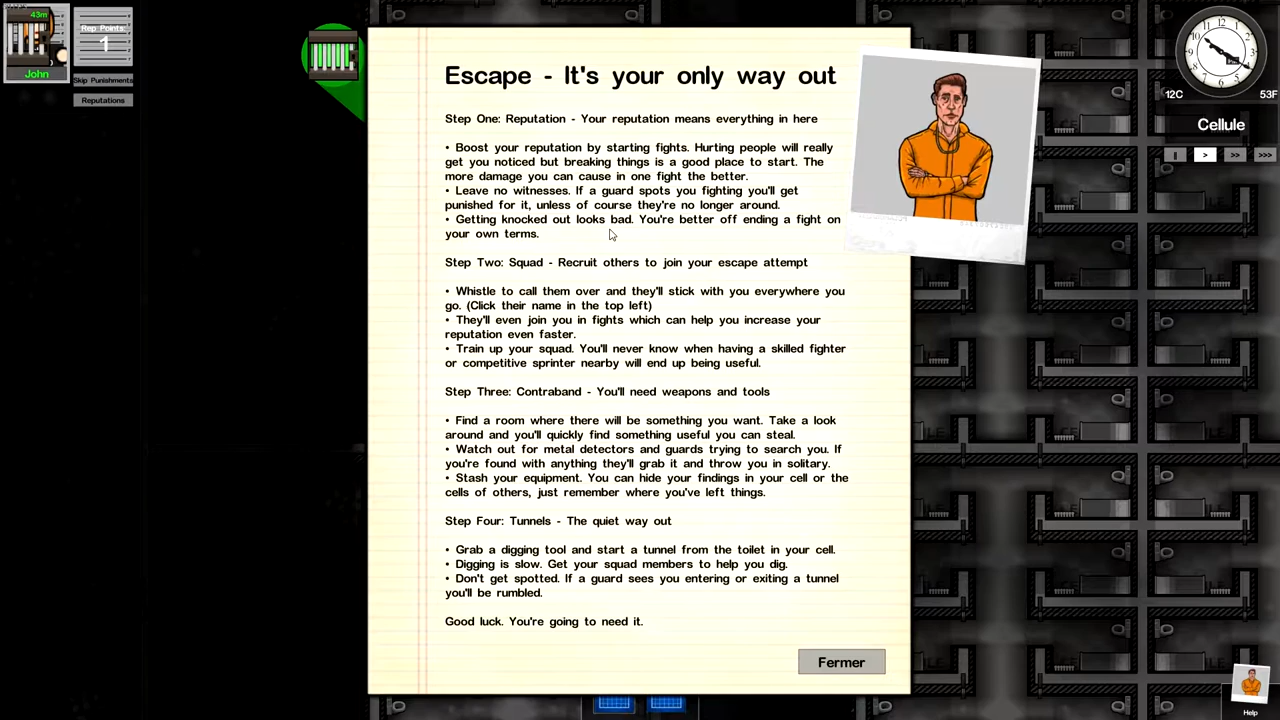 43m
John
Rep Points
1
Skip Punishments
Reputations
Escape - It's your only way out
Step One: Reputation - Your reputation means everything in here
• Boost your reputation by starting fights. Hurting people will really
get you noticed but breaking things is a good place to start. The
more damage you can cause in one fight the better.
• Leave no witnesses. If a guard spots you fighting you'll get
punished for it, unless of course they're no longer around.
• Getting knocked out looks bad. You're better off ending a fight on
your own terms.
Step Two: Squad - Recruit others to join your escape attempt
• Whistle to call them over and they'll stick with you everywhere you
go. (Click their name in the top left)
• They'll even join you in fights which can help you increase your
reputation even faster.
• Train up your squad. You'll never know when having a skilled fighter
or competitive sprinter nearby will end up being useful.
Step Three: Contraband - You'll need weapons and tools
• Find a room where there will be something you want. Take a look
around and you'll quickly find something useful you can steal.
• Watch out for metal detectors and guards trying to search you. If
you're found with anything they'll grab it and throw you in solitary.
• Stash your equipment. You can hide your findings in your cell or the
cells of others, just remember where you've left things.
Step Four: Tunnels - The quiet way out
• Grab a digging tool and start a tunnel from the toilet in your cell.
• Digging is slow. Get your squad members to help you dig.
• Don't get spotted. If a guard sees you entering or exiting a tunnel
you'll be rumbled.
Good luck. You're going to need it.
Fermer
12C 53F
Cellule
|| > >> >>>
Help